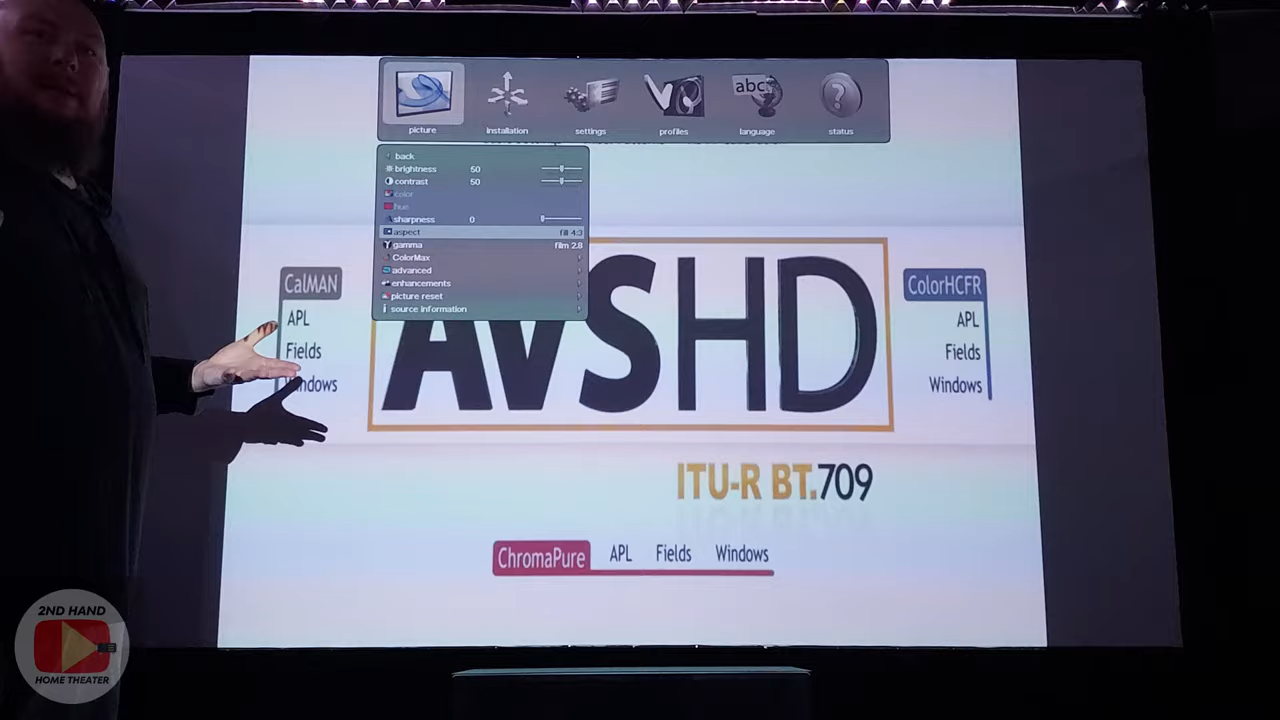 picture
installation
settings
profiles
abc
language
?
status
back
brightness 50
contrast 50
color
hue
sharpness 0
aspect fill 4:3
gamma film 2.8
ColorMax
advanced
enhancements
picture reset
source information
CalMAN
APL
Fields
Windows
AVSHD
ColorHCFR
APL
Fields
Windows
ITU-R BT.709
ChromaPure APL Fields Windows
2ND HAND
HOME THEATER